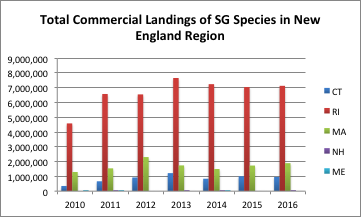 Total Commercial Landings of SG Species in New
England Region
9,000,000
8,000,000
7,000,000
6,000,000
5,000,000
4,000,000
3,000,000
2,000,000
1,000,000
0
2010 2011 2012 2013 2014 2015 2016
CT
RI
MA
NH
ME